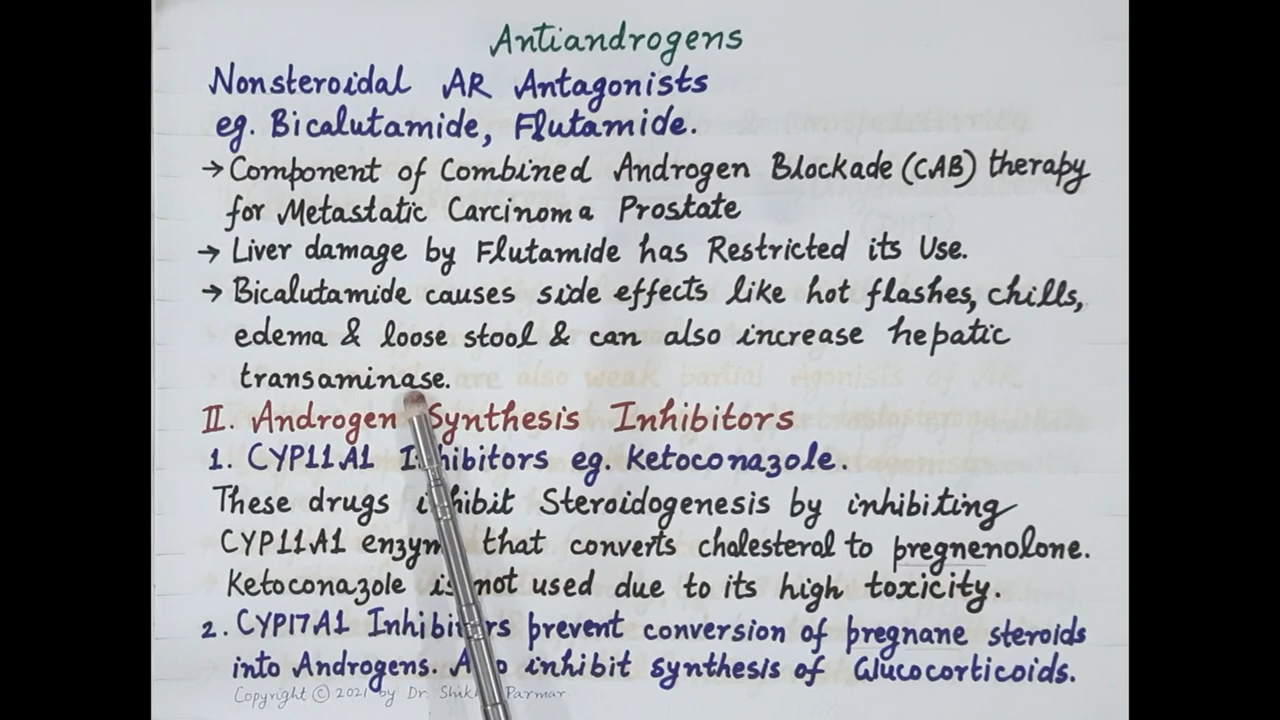 Antiandrogens
Nonsteroidal AR Antagonists
eg. Bicalutamide, Flutamide.
→ Component of Combined Androgen Blockade (CAB) therapy
for Metastatic Carcinoma Prostate
→ Liver damage by Flutamide has Restricted its Use.
→ Bicalutamide causes side effects like hot flashes, chills,
edema & loose stool & can also increase hepatic
transaminase.
II. Androgen Synthesis Inhibitors
1. CYP11A1 Inhibitors eg. Ketoconazole.
These drugs inhibit Steroidogenesis by inhibiting
CYP11A1 enzyme that converts cholesterol to pregnenolone.
Ketoconazole is not used due to its high toxicity.
2. CYP17A1 Inhibitors prevent conversion of pregnane steroids
into Androgens. Also inhibit synthesis of Glucocorticoids.
Copyright © 2021 by Dr. Shikha Parmar